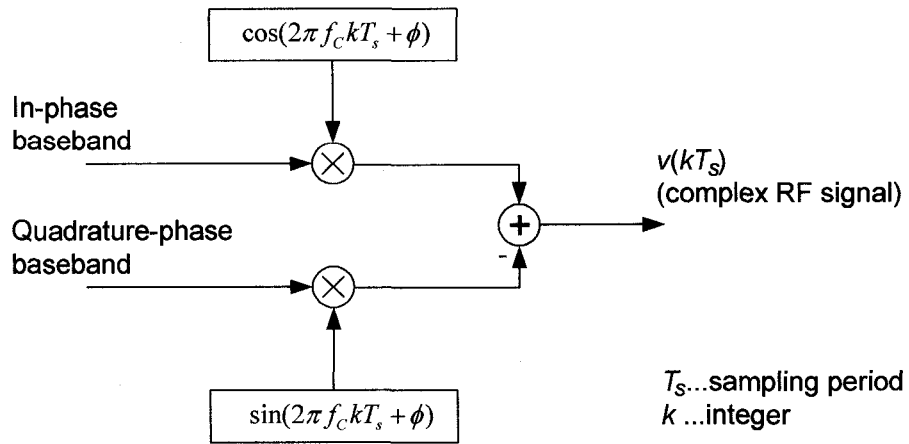 cos(2π f_C kT_s + ϕ)
In-phase
baseband
v(kT_s)
(complex RF signal)
+
-
Quadrature-phase
baseband
sin(2π f_C kT_s + ϕ)
T_s...sampling period
k ...integer